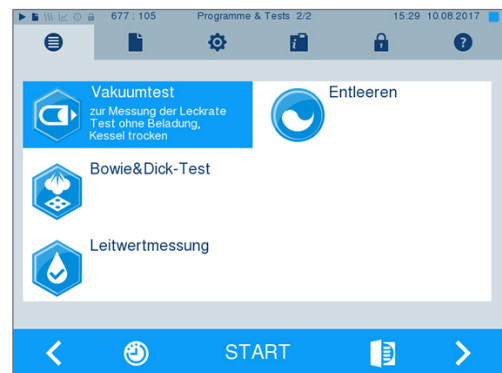 677 : 105 Programme & Tests 2/2 15:29 10.08.2017
Vakuumtest
zur Messung der Leckrate
Test ohne Beladung,
Kessel trocken
Entleeren
Bowie&Dick-Test
Leitwertmessung
START